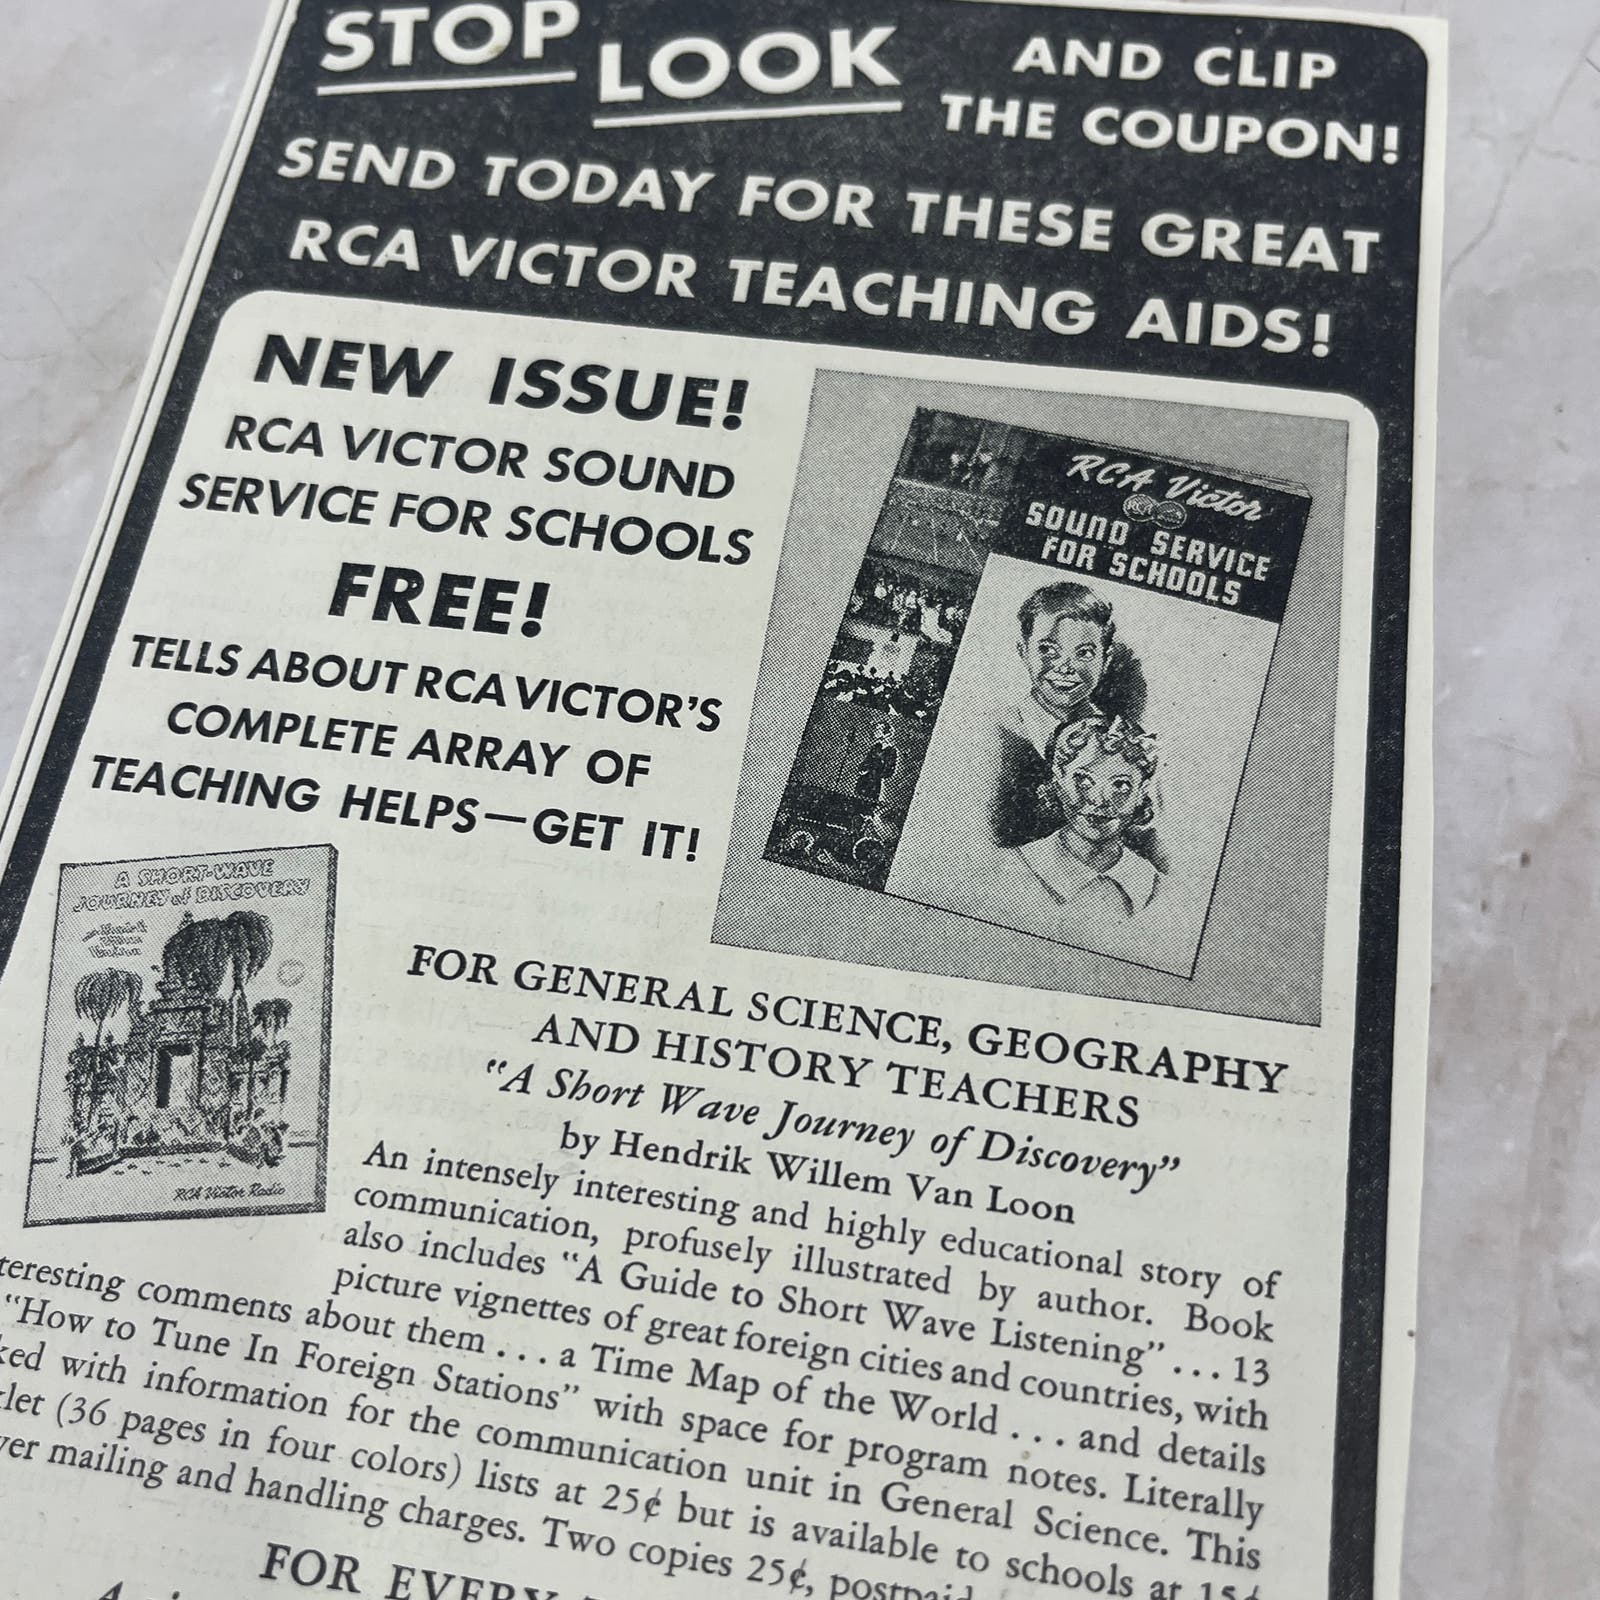 STOP LOOK AND CLIP
THE COUPON!
SEND TODAY FOR THESE GREAT
RCA VICTOR TEACHING AIDS!
NEW ISSUE!
RCA VICTOR SOUND
SERVICE FOR SCHOOLS
FREE!
TELLS ABOUT RCA VICTOR'S
COMPLETE ARRAY OF
TEACHING HELPS—GET IT!
RCA Victor
SOUND SERVICE
FOR SCHOOLS
A SHORT-WAVE
JOURNEY of DISCOVERY
Hendrik
Willem
Van Loon
RCA Victor Radio
FOR GENERAL SCIENCE, GEOGRAPHY
AND HISTORY TEACHERS
"A Short Wave Journey of Discovery"
by Hendrik Willem Van Loon
An intensely interesting and highly educational story of
communication, profusely illustrated by author. Book
also includes "A Guide to Short Wave Listening" . . . 13
picture vignettes of great foreign cities and countries, with
teresting comments about them . . . a Time Map of the World . . . and details
"How to Tune In Foreign Stations" with space for program notes. Literally
ked with information for the communication unit in General Science. This
klet (36 pages in four colors) lists at 25¢ but is available to schools at 15¢
ver mailing and handling charges. Two copies 25¢, postpaid
FOR EVERY